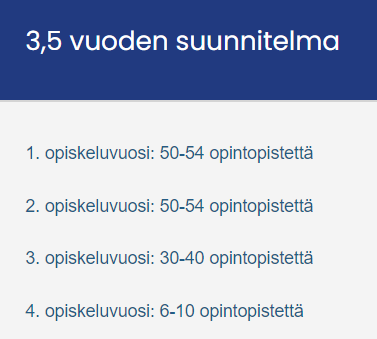 3,5 vuoden suunnitelma
1. opiskeluvuosi: 50-54 opintopistettä
2. opiskeluvuosi: 50-54 opintopistettä
3. opiskeluvuosi: 30-40 opintopistettä
4. opiskeluvuosi: 6-10 opintopistettä